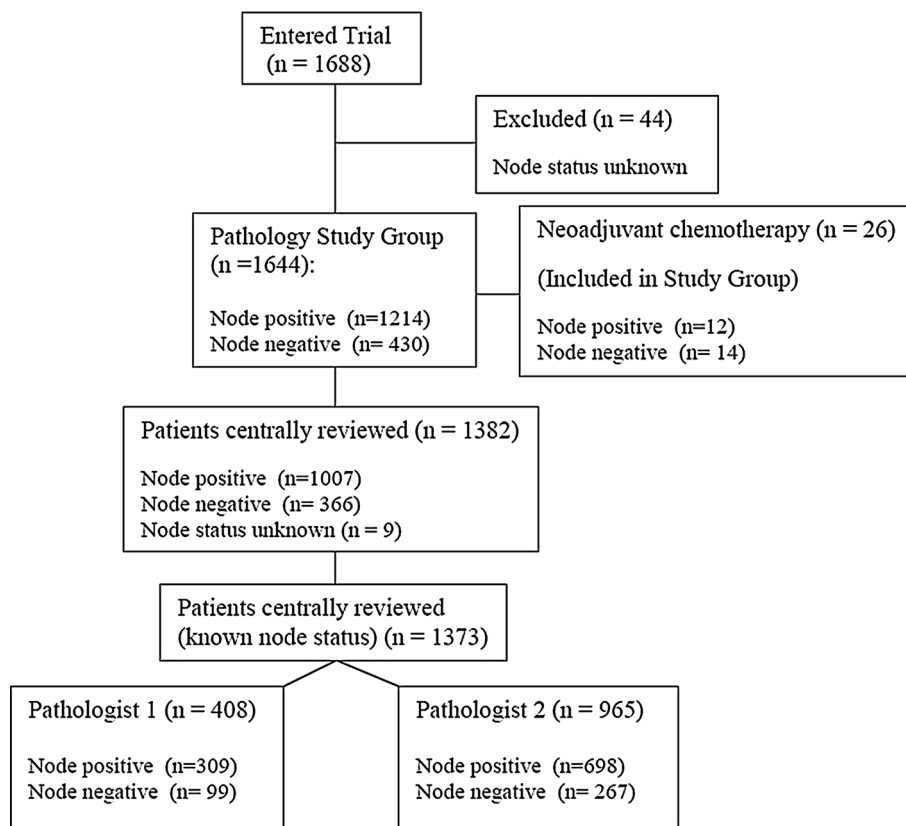 Entered Trial
(n = 1688)
Excluded (n = 44)
Node status unknown
Pathology Study Group
(n =1644):
Node positive (n=1214)
Node negative (n= 430)
Neoadjuvant chemotherapy (n = 26)
(Included in Study Group)
Node positive (n=12)
Node negative (n= 14)
Patients centrally reviewed (n = 1382)
Node positive (n=1007)
Node negative (n= 366)
Node status unknown (n = 9)
Patients centrally reviewed
(known node status) (n = 1373)
Pathologist 1 (n = 408)
Node positive (n=309)
Node negative (n= 99)
Pathologist 2 (n = 965)
Node positive (n=698)
Node negative (n= 267)